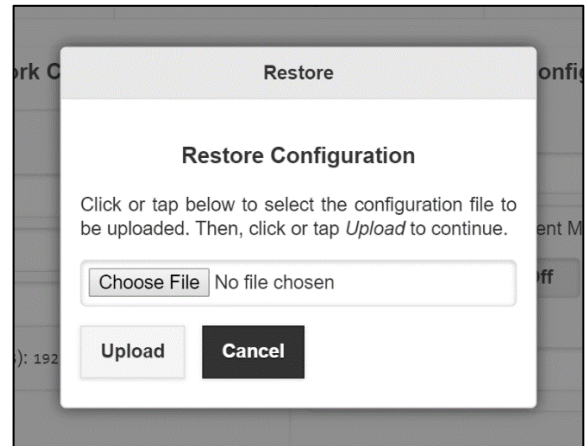 Restore
Restore Configuration
Click or tap below to select the configuration file to
be uploaded. Then, click or tap Upload to continue.
Choose File No file chosen
Upload Cancel
): 192